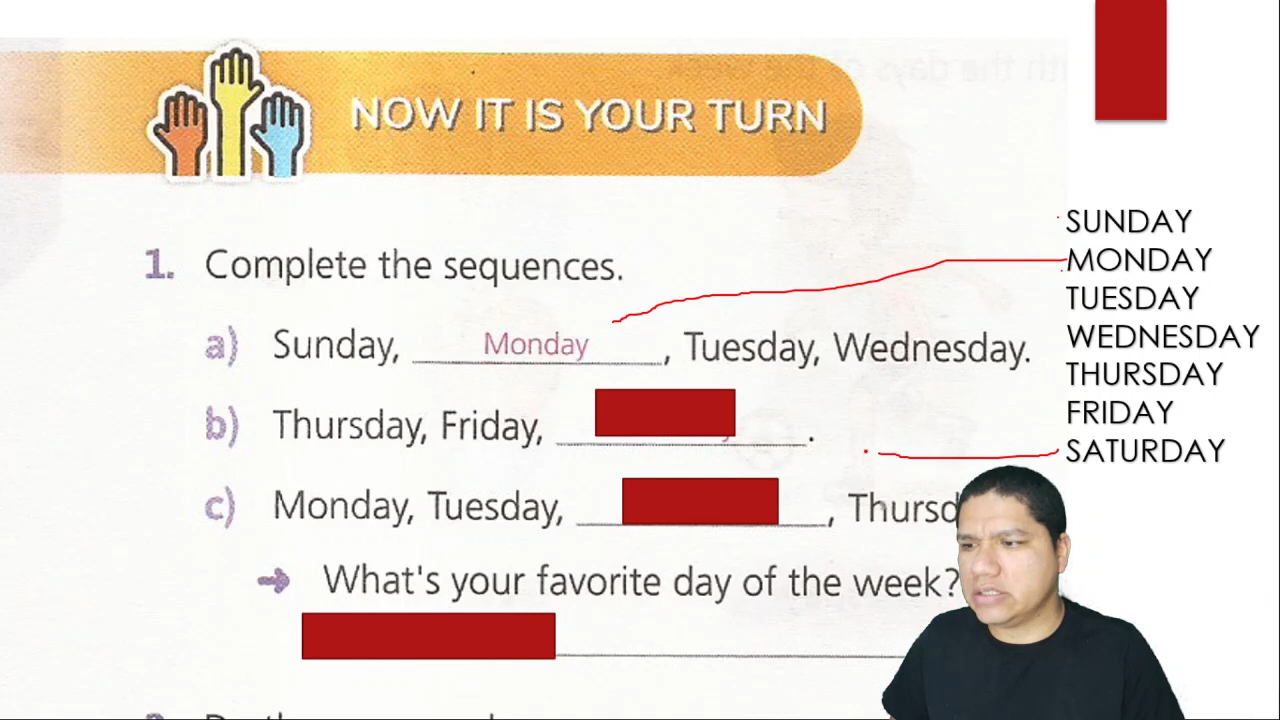 NOW IT IS YOUR TURN
1. Complete the sequences.
a) Sunday, Monday, Tuesday, Wednesday.
b) Thursday, Friday, .
c) Monday, Tuesday, , Thursd
What's your favorite day of the week?
SUNDAY
MONDAY
TUESDAY
WEDNESDAY
THURSDAY
FRIDAY
SATURDAY